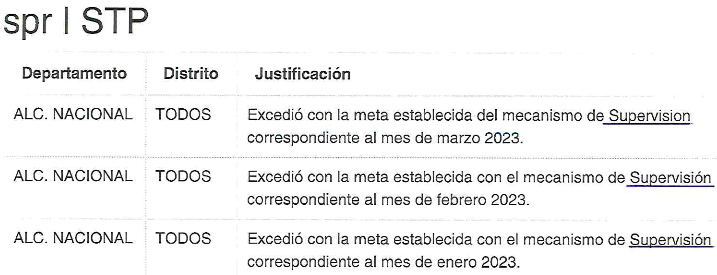 spr | STP
Departamento Distrito Justificación
ALC. NACIONAL TODOS Excedió con la meta establecida del mecanismo de Supervision
correspondiente al mes de marzo 2023.
ALC. NACIONAL TODOS Excedió con la meta establecida con el mecanismo de Supervisión
correspondiente al mes de febrero 2023.
ALC. NACIONAL TODOS Excedió con la meta establecida con el mecanismo de Supervisión
correspondiente al mes de enero 2023.